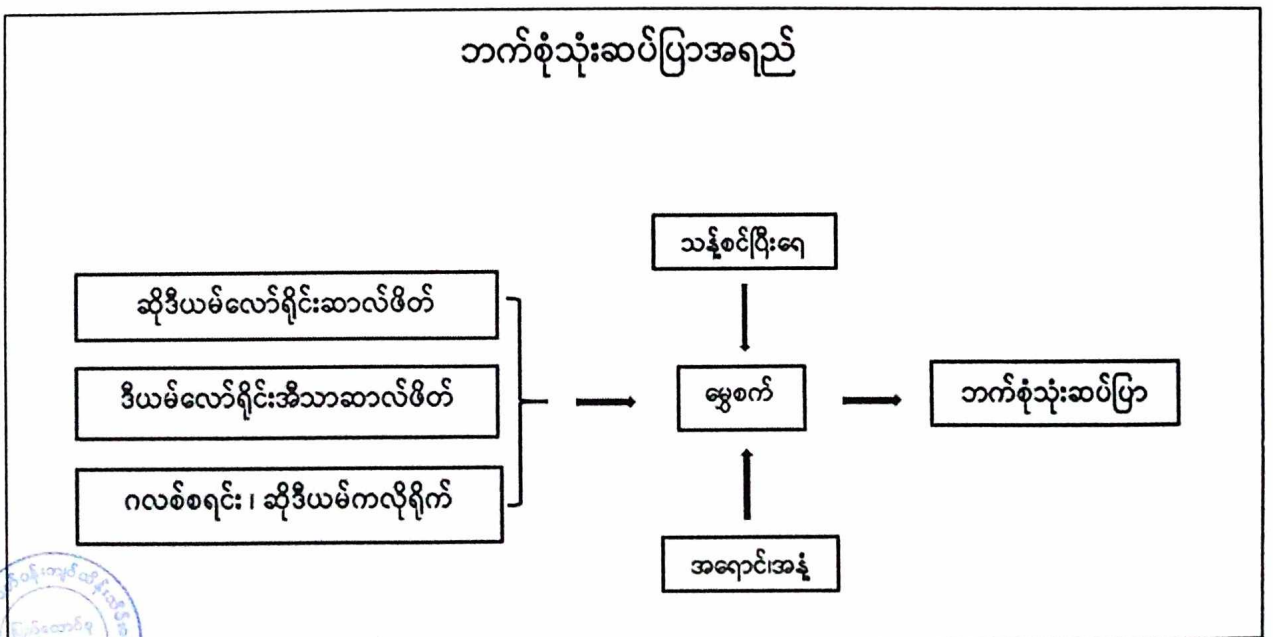 ဘက်စုံသုံးဆပ်ပြာအရည်
သန့်စင်ပြီးရေ
ဆိုဒီယမ်လော်ရိုင်းဆာလ်ဖိတ်
ဒီယမ်လော်ရိုင်းအီသာဆာလ်ဖိတ်
မွှေစက်
ဘက်စုံသုံးဆပ်ပြာ
ဂလစ်စရင်း ၊ ဆိုဒီယမ်ကလိုရိုက်
အရောင်၊အနံ့